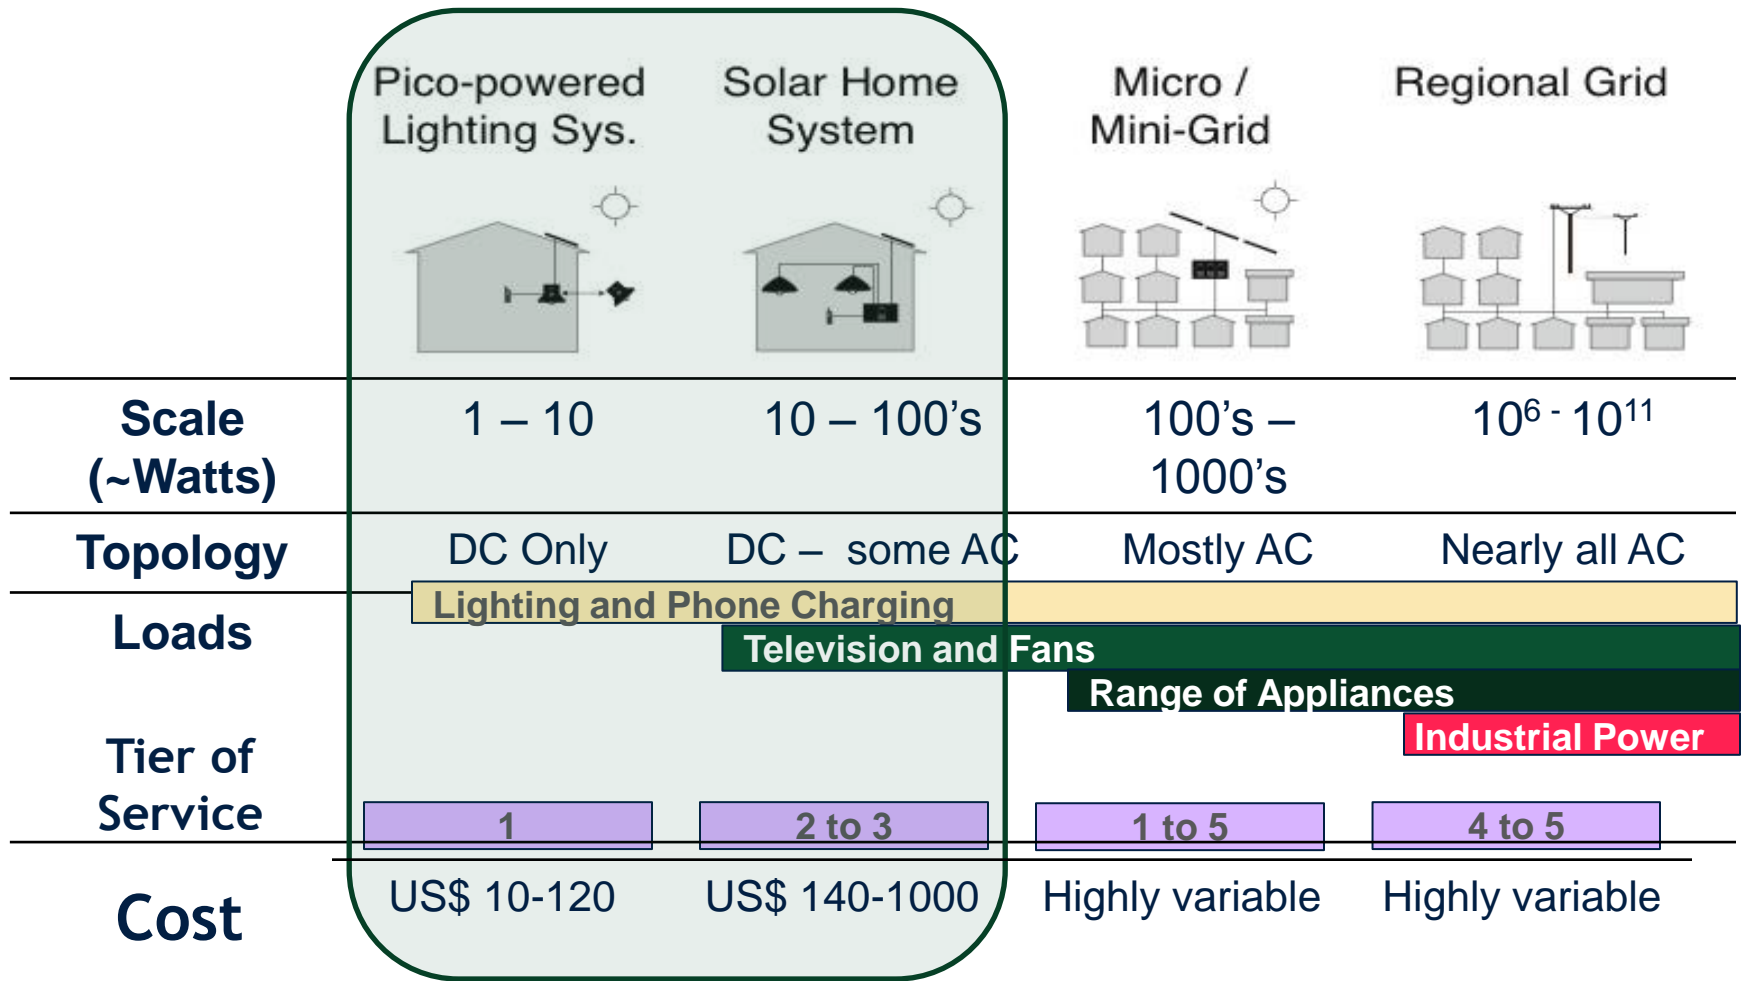 Pico-powered
Lighting Sys.
Solar Home
System
Micro /
Mini-Grid
Regional Grid
Scale
(~Watts)
1 – 10
10 – 100’s
100’s –
1000’s
10⁶ - 10¹¹
Topology
DC Only
DC – some AC
Mostly AC
Nearly all AC
Loads
Lighting and Phone Charging
Television and Fans
Range of Appliances
Industrial Power
Tier of
Service
1
2 to 3
1 to 5
4 to 5
Cost
US$ 10-120
US$ 140-1000
Highly variable
Highly variable